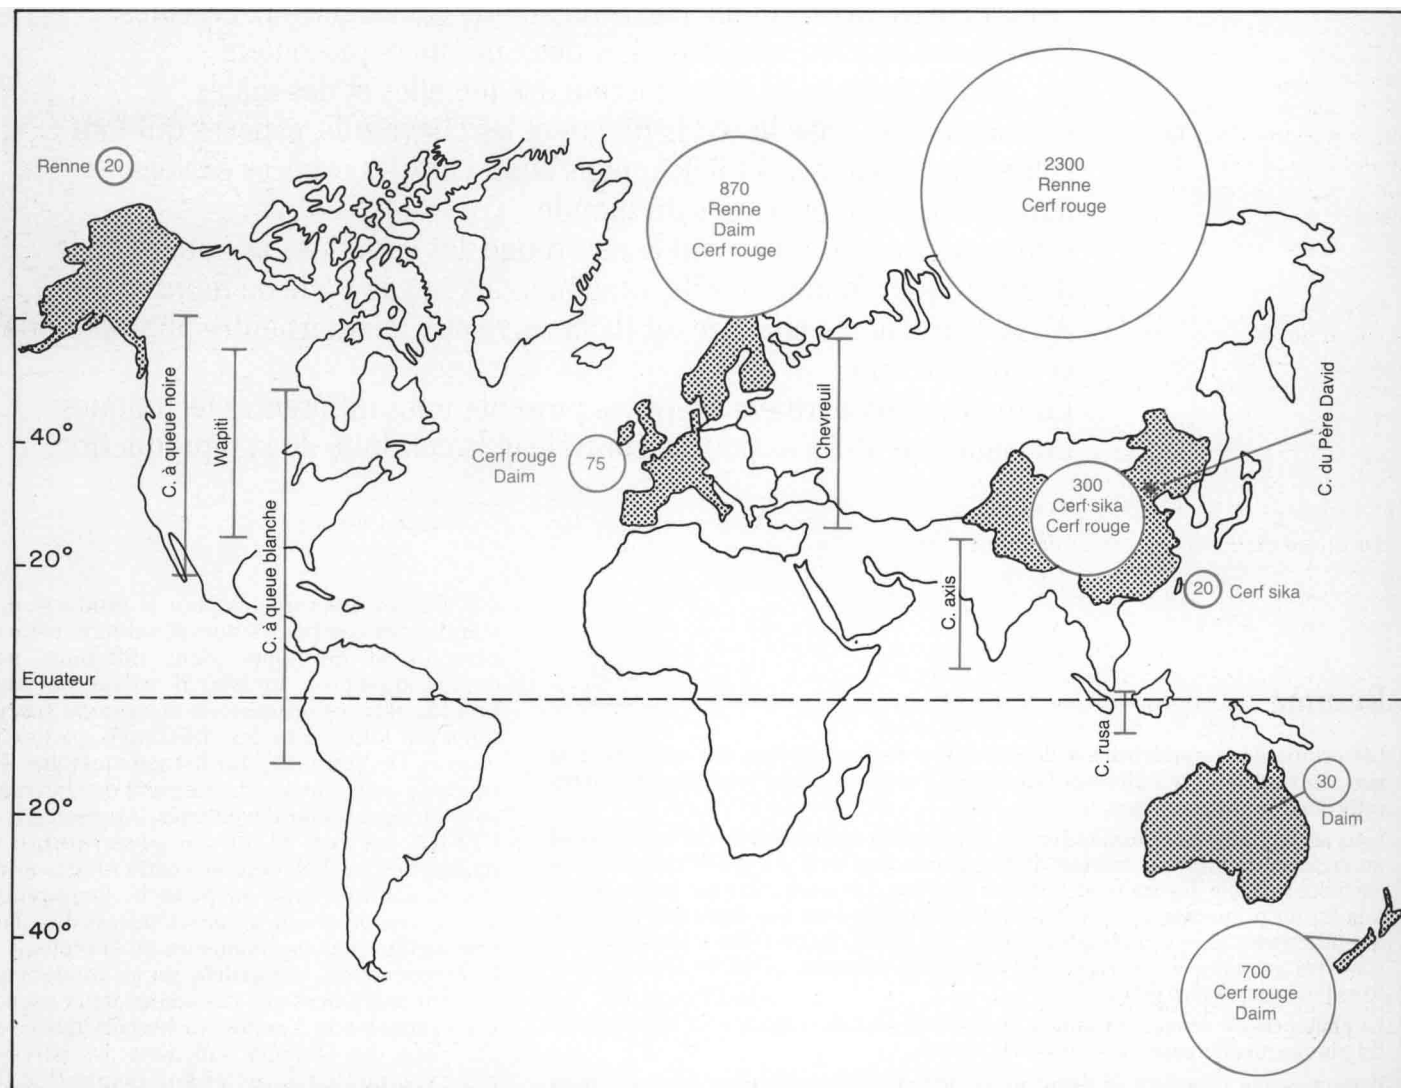 2300
Renne
Cerf rouge
Renne 20
870
Renne
Daim
Cerf rouge
C. à queue noire
Wapiti
C. à queue blanche
Chevreuil
C. du Père David
40°
Cerf rouge
Daim
75
300
Cerf sika
Cerf rouge
20°
C. axis
20 Cerf sika
Equateur
C. rusa
30
Daim
20°
40°
700
Cerf rouge
Daim